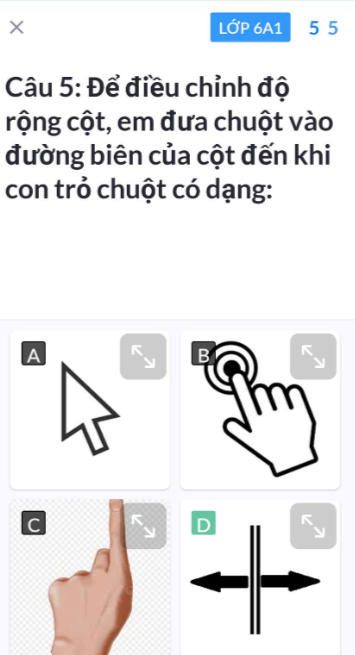 LỚP 6A1 5 5
Câu 5: Để điều chỉnh độ
rộng cột, em đưa chuột vào
đường biên của cột đến khi
con trỏ chuột có dạng:
A
B
C
D